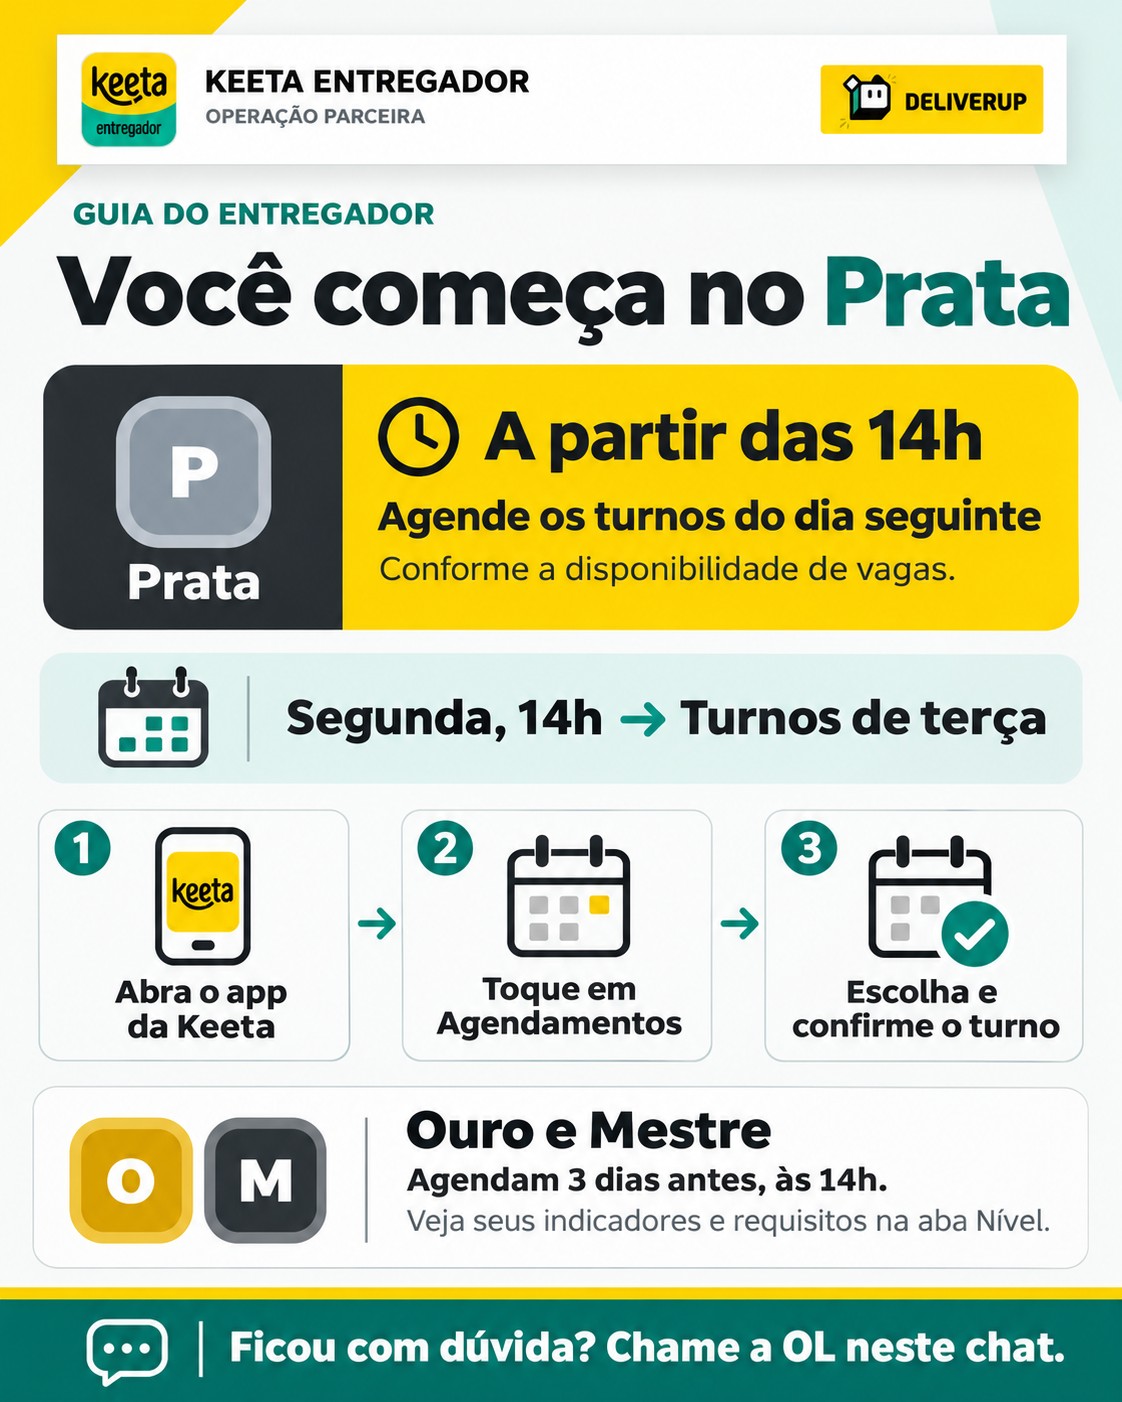 keeta
entregador
KEETA ENTREGADOR
OPERAÇÃO PARCEIRA
DELIVERUP
GUIA DO ENTREGADOR
Você começa no Prata
P
Prata
A partir das 14h
Agende os turnos do dia seguinte
Conforme a disponibilidade de vagas.
Segunda, 14h → Turnos de terça
1
keeta
Abra o app
da Keeta
2
Toque em
Agendamentos
3
Escolha e
confirme o turno
O
M
Ouro e Mestre
Agendam 3 dias antes, às 14h.
Veja seus indicadores e requisitos na aba Nível.
Ficou com dúvida? Chame a OL neste chat.